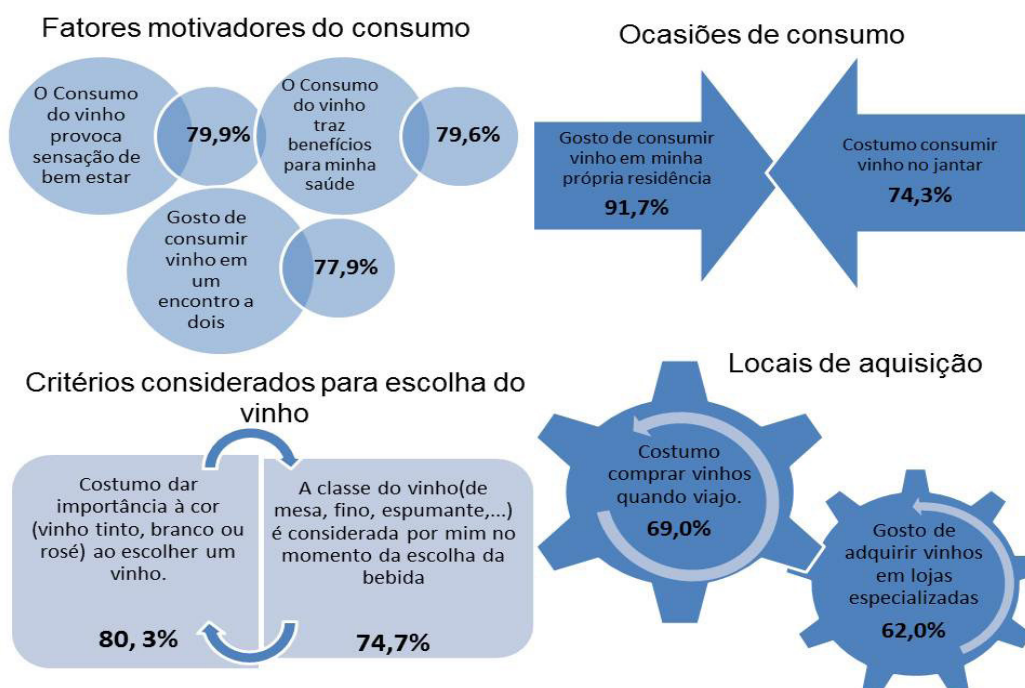 Fatores motivadores do consumo
O Consumo
do vinho
provoca
sensação de
bem estar
79,9%
O Consumo
do vinho
traz
benefícios
para minha
saúde
79,6%
Gosto de
consumir
vinho em
um
encontro a
dois
77,9%
Ocasiões de consumo
Gosto de consumir
vinho em minha
própria residência
91,7%
Costumo consumir
vinho no jantar
74,3%
Critérios considerados para escolha do
vinho
Costumo dar
importância à cor
(vinho tinto, branco ou
rosé) ao escolher um
vinho.
80, 3%
A classe do vinho(de
mesa, fino, espumante,...)
é considerada por mim no
momento da escolha da
bebida
74,7%
Locais de aquisição
Costumo
comprar vinhos
quando viajo.
69,0%
Gosto de
adquirir vinhos
em lojas
especializadas
62,0%